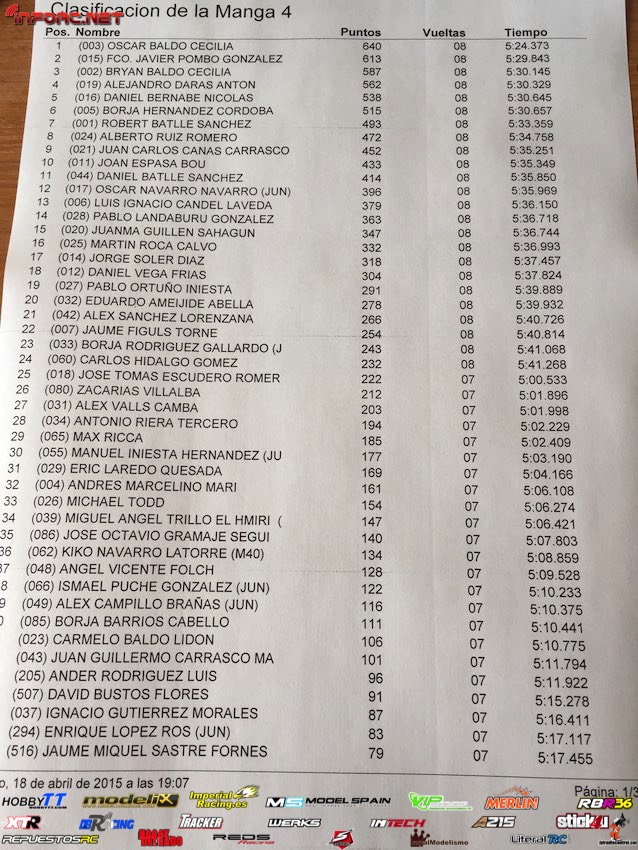 inFoRC.NET
Clasificacion de la Manga 4
Pos. Nombre Puntos Vueltas Tiempo
1 (003) OSCAR BALDO CECILIA 640 08 5:24.373
2 (015) FCO. JAVIER POMBO GONZALEZ 613 08 5:29.843
3 (002) BRYAN BALDO CECILIA 587 08 5:30.145
4 (019) ALEJANDRO DARAS ANTON 562 08 5:30.329
5 (016) DANIEL BERNABE NICOLAS 538 08 5:30.645
6 (005) BORJA HERNANDEZ CORDOBA 515 08 5:30.657
7 (001) ROBERT BATLLE SANCHEZ 493 08 5:33.359
8 (024) ALBERTO RUIZ ROMERO 472 08 5:34.758
9 (021) JUAN CARLOS CANAS CARRASCO 452 08 5:35.251
10 (011) JOAN ESPASA BOU 433 08 5:35.349
11 (044) DANIEL BATLLE SANCHEZ 414 08 5:35.850
12 (017) OSCAR NAVARRO NAVARRO (JUN) 396 08 5:35.969
13 (006) LUIS IGNACIO CANDEL LAVEDA 379 08 5:36.150
14 (028) PABLO LANDABURU GONZALEZ 363 08 5:36.718
15 (020) JUANMA GUILLEN SAHAGUN 347 08 5:36.744
16 (025) MARTIN ROCA CALVO 332 08 5:36.993
17 (014) JORGE SOLER DIAZ 318 08 5:37.457
18 (012) DANIEL VEGA FRIAS 304 08 5:37.824
19 (027) PABLO ORTUÑO INIESTA 291 08 5:39.889
20 (032) EDUARDO AMEIJIDE ABELLA 278 08 5:39.932
21 (042) ALEX SANCHEZ LORENZANA 266 08 5:40.726
22 (007) JAUME FIGULS TORNE 254 08 5:40.814
23 (033) BORJA RODRIGUEZ GALLARDO (J 243 08 5:41.068
24 (060) CARLOS HIDALGO GOMEZ 232 08 5:41.268
25 (018) JOSE TOMAS ESCUDERO ROMER 222 07 5:00.533
26 (080) ZACARIAS VILLALBA 212 07 5:01.896
27 (031) ALEX VALLS CAMBA 203 07 5:01.998
28 (034) ANTONIO RIERA TERCERO 194 07 5:02.229
29 (065) MAX RICCA 185 07 5:02.409
30 (055) MANUEL INIESTA HERNANDEZ (JU 177 07 5:03.190
31 (029) ERIC LAREDO QUESADA 169 07 5:04.166
32 (004) ANDRES MARCELINO MARI 161 07 5:06.108
33 (026) MICHAEL TODD 154 07 5:06.274
34 (039) MIGUEL ANGEL TRILLO EL HMIRI ( 147 07 5:06.421
35 (086) JOSE OCTAVIO GRAMAJE SEGUI 140 07 5:07.803
36 (062) KIKO NAVARRO LATORRE (M40) 134 07 5:08.859
37 (048) ANGEL VICENTE FOLCH 128 07 5:09.528
8 (066) ISMAEL PUCHE GONZALEZ (JUN) 122 07 5:10.233
9 (049) ALEX CAMPILLO BRAÑAS (JUN) 116 07 5:10.375
0 (085) BORJA BARRIOS CABELLO 111 07 5:10.441
(023) CARMELO BALDO LIDON 106 07 5:10.775
(043) JUAN GUILLERMO CARRASCO MA 101 07 5:11.794
(205) ANDER RODRIGUEZ LUIS 96 07 5:11.922
(507) DAVID BUSTOS FLORES 91 07 5:15.278
(037) IGNACIO GUTIERREZ MORALES 87 07 5:16.411
(294) ENRIQUE LOPEZ ROS (JUN) 83 07 5:17.117
(516) JAUME MIQUEL SASTRE FORNES 79 07 5:17.455
o, 18 de abril de 2015 a las 19:07 Página: 1/3
HOBBYTT modeliX Imperial Racing.es MS MODEL SPAIN VIP MERLIN RBR36
XTR TRACKER WERKS INTECH A215 stick4u
REPUESTOSRC REDS Racing Literal RC